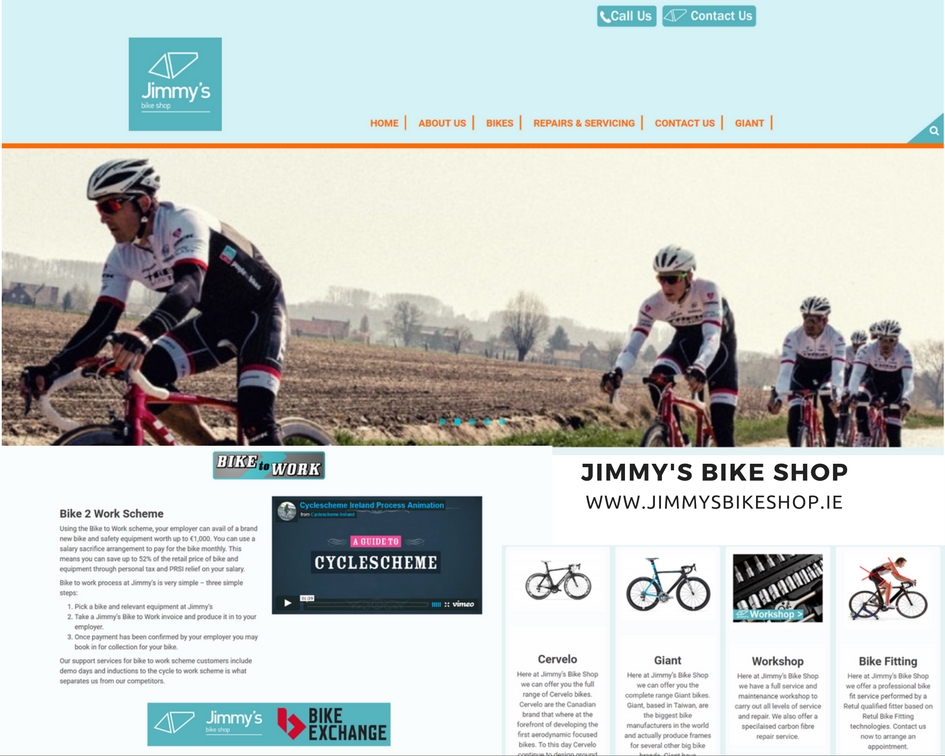 Call Us
Contact Us
Jimmy's
bike shop
HOME
ABOUT US
BIKES
REPAIRS & SERVICING
CONTACT US
GIANT
BIKE to WORK
Bike 2 Work Scheme
Using the Bike to Work scheme, your employer can avail of a brand
new bike and safety equipment worth up to €1,000. You can use a
salary sacrifice arrangement to pay for the bike monthly. This
means you can save up to 52% of the retail price of bike and
equipment through personal tax and PRSI relief on your salary.
Bike to work process at Jimmy's is very simple – three simple
steps:
1. Pick a bike and relevant equipment at Jimmy's
2. Take a Jimmy's Bike to Work invoice and produce it in to your
employer.
3. Once payment has been confirmed by your employer you may
book in for collection for your bike.
Our support services for bike to work scheme customers include
demo days and inductions to the cycle to work scheme is what
separates us from our competitors.
Cyclescheme Ireland Process Animation
from Cyclescheme Ireland
A GUIDE TO
CYCLESCHEME
vimeo
Jimmy's
bike shop
BIKE
EXCHANGE
JIMMY'S BIKE SHOP
WWW.JIMMYSBIKESHOP.IE
Cervelo
Here at Jimmy's Bike Shop
we can offer you the full
range of Cervelo bikes.
Cervelo are the Canadian
brand that where at the
forefront of developing the
first aerodynamic focused
bikes. To this day Cervelo
continue to design ground
Giant
Here at Jimmy's Bike Shop
we can offer you the
complete range Giant bikes.
Giant, based in Taiwan, are
the biggest bike
manufacturers in the world
and actually produce frames
for several other big bike
brands. Giant have
Workshop >
Workshop
Here at Jimmy's Bike Shop
we have a full service and
maintenance workshop to
carry out all levels of service
and repair. We also offer a
specilaised carbon fibre
repair service.
Bike Fitting
Here at Jimmy's Bike Shop
we offer a professional bike
fit service performed by a
Retul qualified fitter based on
Retul Bike Fitting
technologies. Contact us
now to arrange an
appointment.